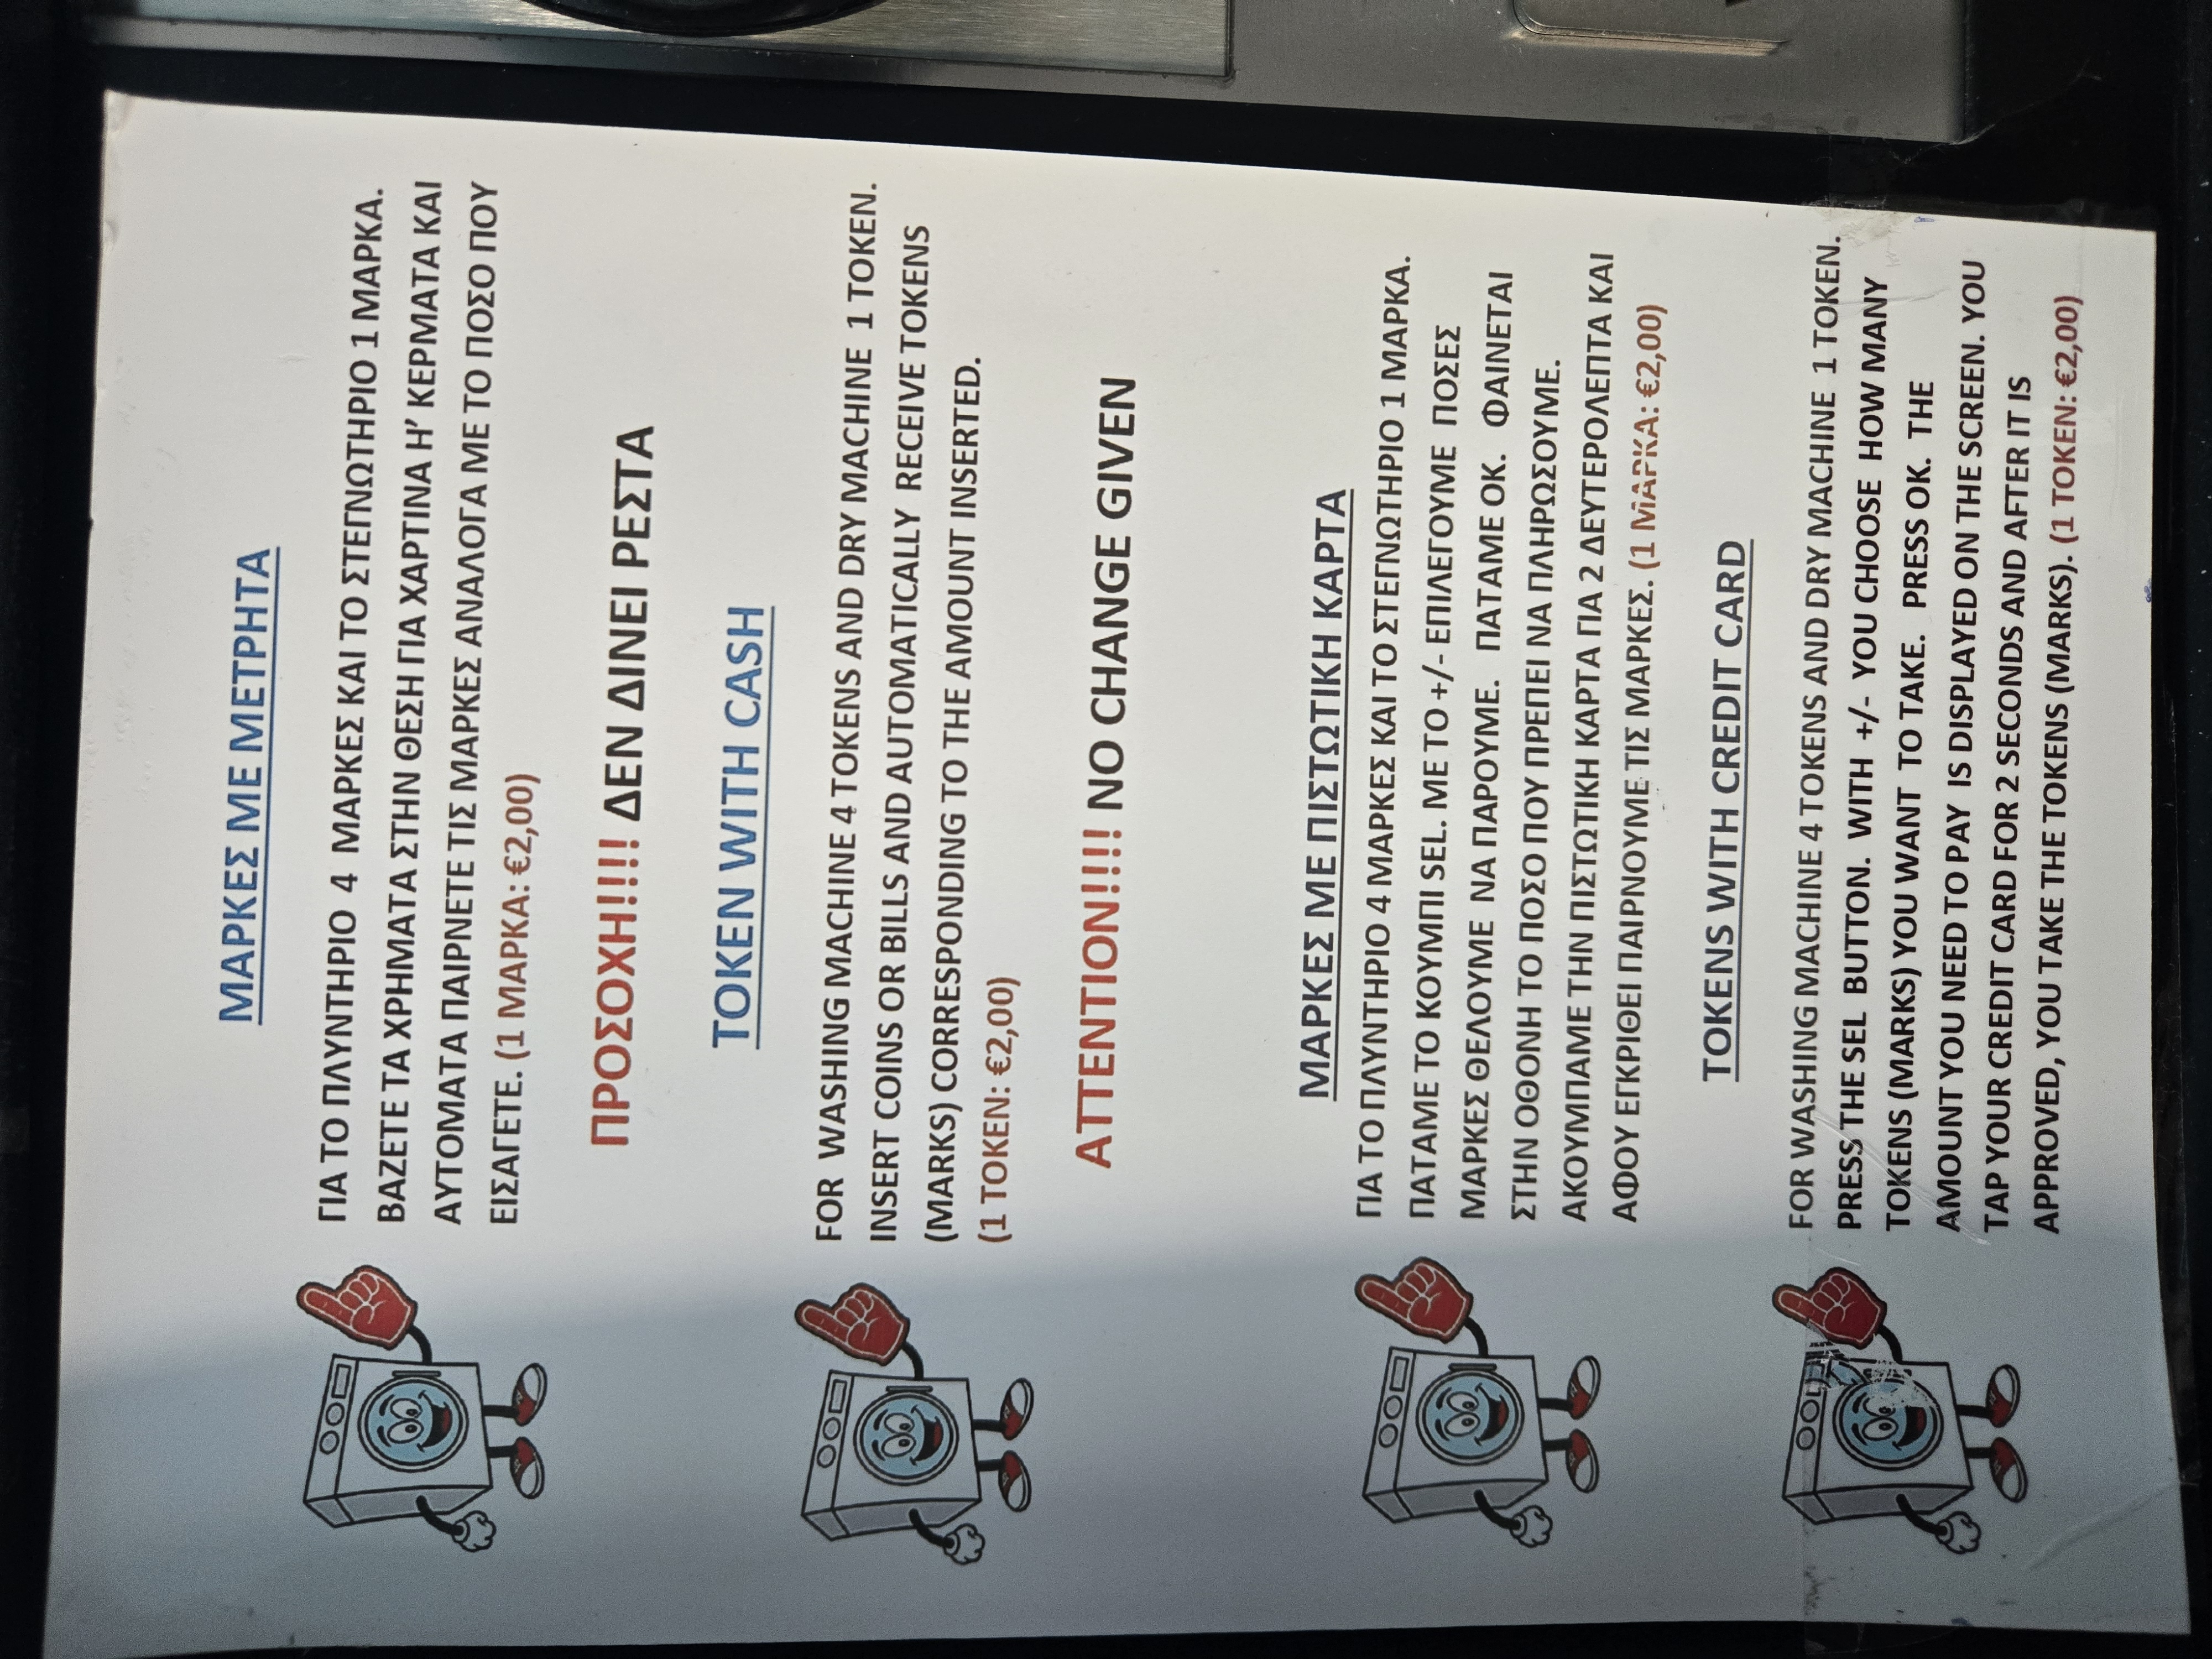 ΜΑΡΚΕΣ ΜΕ ΜΕΤΡΗΤΑ
ΓΙΑ ΤΟ ΠΛΥΝΤΗΡΙΟ 4 ΜΑΡΚΕΣ ΚΑΙ ΤΟ ΣΤΕΓΝΩΤΗΡΙΟ 1 ΜΑΡΚΑ.
ΒΑΖΕΤΕ ΤΑ ΧΡΗΜΑΤΑ ΣΤΗΝ ΘΕΣΗ ΓΙΑ ΧΑΡΤΙΝΑ Η’ ΚΕΡΜΑΤΑ ΚΑΙ
ΑΥΤΟΜΑΤΑ ΠΑΙΡΝΕΤΕ ΤΙΣ ΜΑΡΚΕΣ ΑΝΑΛΟΓΑ ΜΕ ΤΟ ΠΟΣΟ ΠΟΥ
ΕΙΣΑΓΕΤΕ. (1 ΜΑΡΚΑ: €2,00)
ΠΡΟΣΟΧΗ!!!! ΔΕΝ ΔΙΝΕΙ ΡΕΣΤΑ
TOKEN WITH CASH
FOR WASHING MACHINE 4 TOKENS AND DRY MACHINE 1 TOKEN.
INSERT COINS OR BILLS AND AUTOMATICALLY RECEIVE TOKENS
(MARKS) CORRESPONDING TO THE AMOUNT INSERTED.
(1 TOKEN: €2,00)
ATTENTION!!!! NO CHANGE GIVEN
ΜΑΡΚΕΣ ΜΕ ΠΙΣΤΩΤΙΚΗ ΚΑΡΤΑ
ΓΙΑ ΤΟ ΠΛΥΝΤΗΡΙΟ 4 ΜΑΡΚΕΣ ΚΑΙ ΤΟ ΣΤΕΓΝΩΤΗΡΙΟ 1 ΜΑΡΚΑ.
ΠΑΤΑΜΕ ΤΟ ΚΟΥΜΠΙ SEL. ΜΕ ΤΟ +/- ΕΠΙΛΕΓΟΥΜΕ ΠΟΣΕΣ
ΜΑΡΚΕΣ ΘΕΛΟΥΜΕ ΝΑ ΠΑΡΟΥΜΕ. ΠΑΤΑΜΕ ΟΚ. ΦΑΙΝΕΤΑΙ
ΣΤΗΝ ΟΘΟΝΗ ΤΟ ΠΟΣΟ ΠΟΥ ΠΡΕΠΕΙ ΝΑ ΠΛΗΡΩΣΟΥΜΕ.
ΑΚΟΥΜΠΑΜΕ ΤΗΝ ΠΙΣΤΩΤΙΚΗ ΚΑΡΤΑ ΓΙΑ 2 ΔΕΥΤΕΡΟΛΕΠΤΑ ΚΑΙ
ΑΦΟΥ ΕΓΚΡΙΘΕΙ ΠΑΙΡΝΟΥΜΕ ΤΙΣ ΜΑΡΚΕΣ. (1 ΜΑΡΚΑ: €2,00)
TOKENS WITH CREDIT CARD
FOR WASHING MACHINE 4 TOKENS AND DRY MACHINE 1 TOKEN.
PRESS THE SEL BUTTON. WITH +/- YOU CHOOSE HOW MANY
TOKENS (MARKS) YOU WANT TO TAKE. PRESS OK. THE
AMOUNT YOU NEED TO PAY IS DISPLAYED ON THE SCREEN. YOU
TAP YOUR CREDIT CARD FOR 2 SECONDS AND AFTER IT IS
APPROVED, YOU TAKE THE TOKENS (MARKS). (1 TOKEN: €2,00)